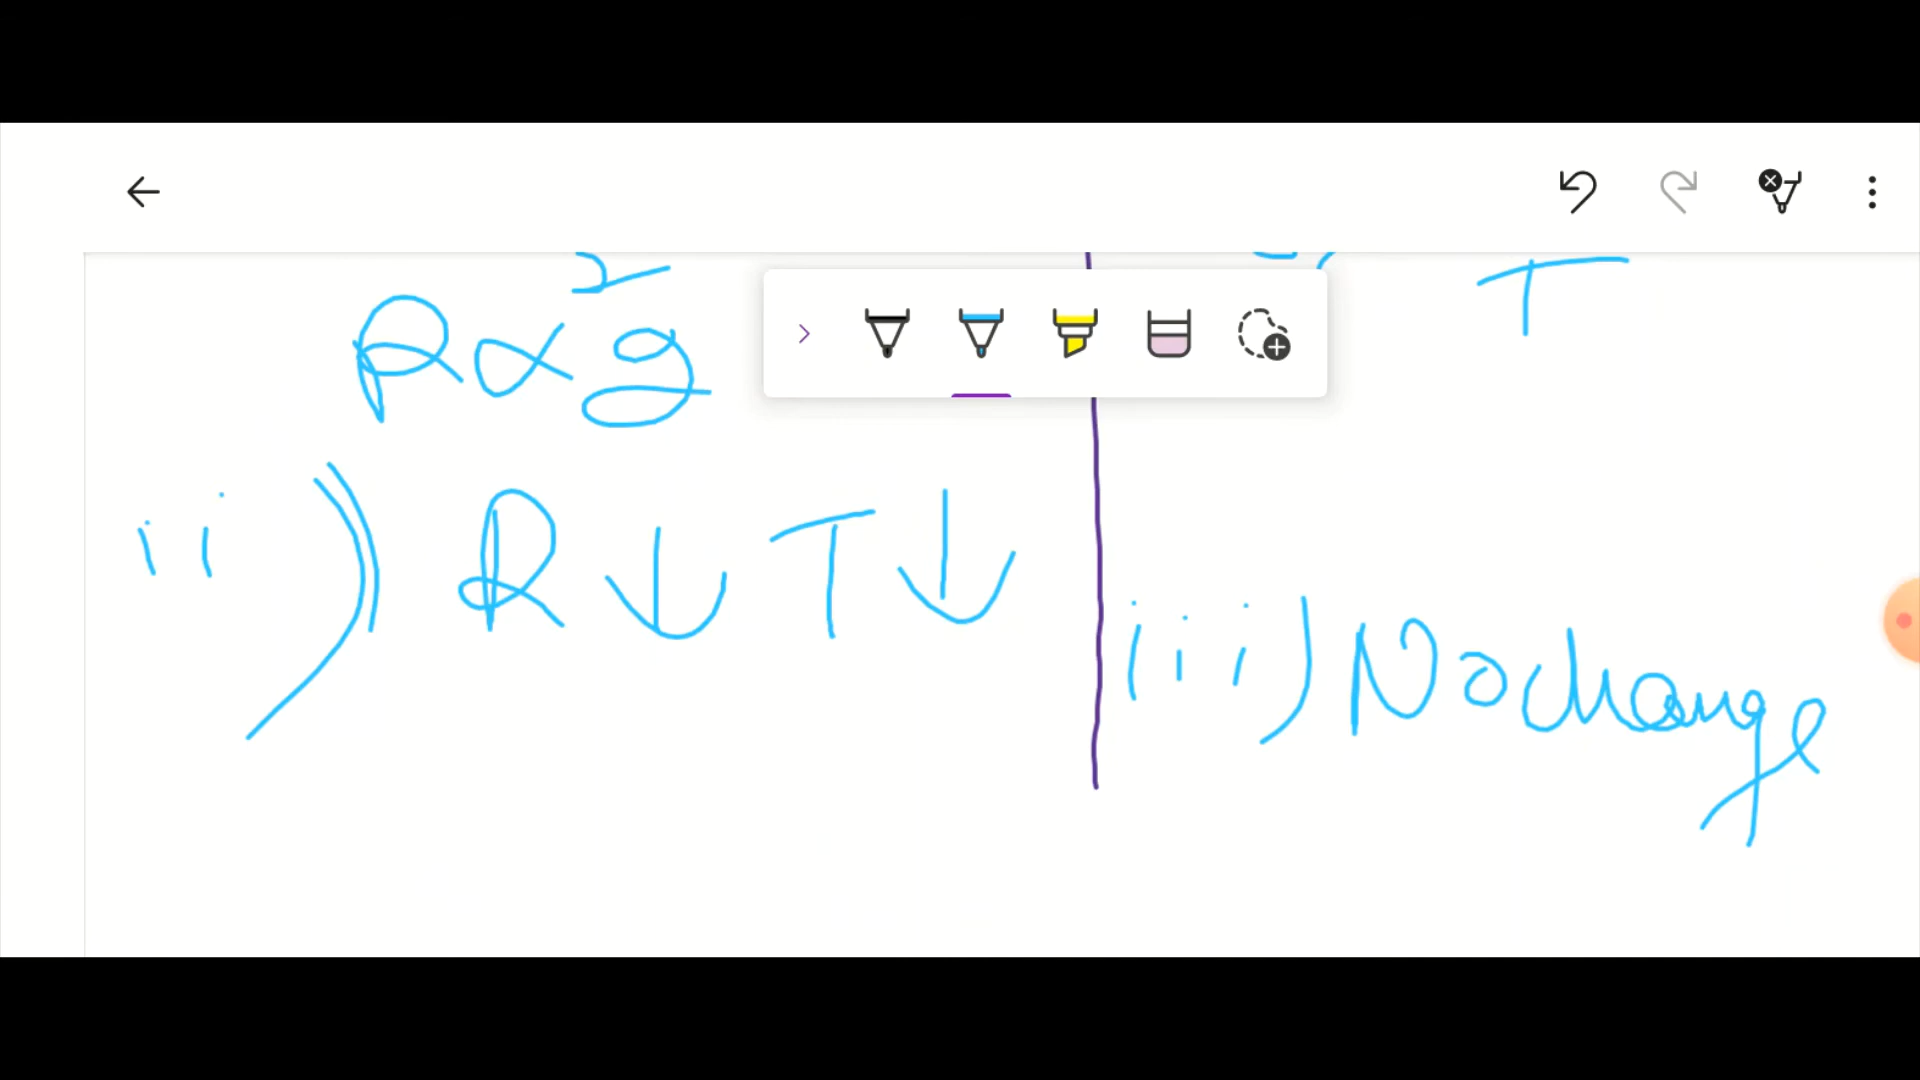 R ∝ g
T
ii) R ↓ T ↓
iii) No change